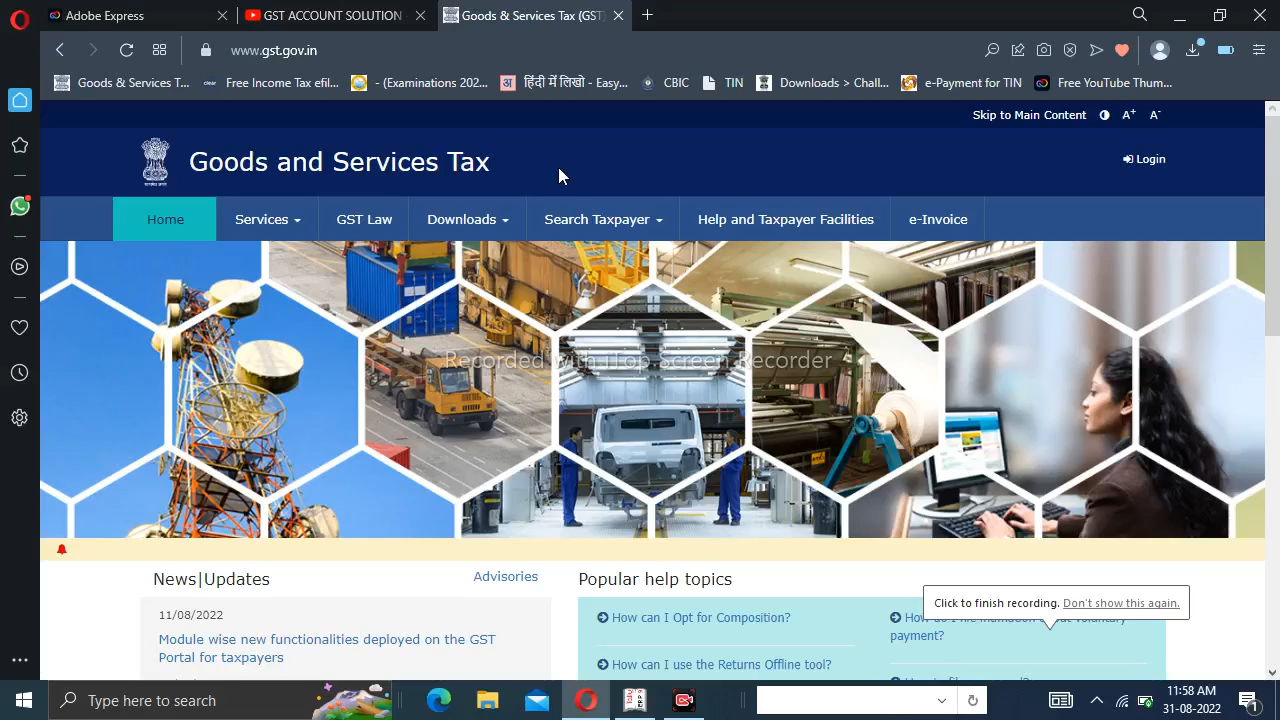 Adobe Express
GST ACCOUNT SOLUTION
Goods & Services Tax (GST)
www.gst.gov.in
Goods & Services T...
clear Free Income Tax efil...
- (Examinations 202...
अ हिंदी में लिखो - Easy...
CBIC
TIN
Downloads > Chall...
e-Payment for TIN
Free YouTube Thum...
Skip to Main Content
A+
A-
Goods and Services Tax
Login
Home
Services
GST Law
Downloads
Search Taxpayer
Help and Taxpayer Facilities
e-Invoice
Recorded with iTop Screen Recorder
News|Updates
Advisories
11/08/2022
Module wise new functionalities deployed on the GST
Portal for taxpayers
Popular help topics
How can I Opt for Composition?
How can I use the Returns Offline tool?
payment?
Click to finish recording. Don't show this again.
Type here to search
11:58 AM
31-08-2022
1